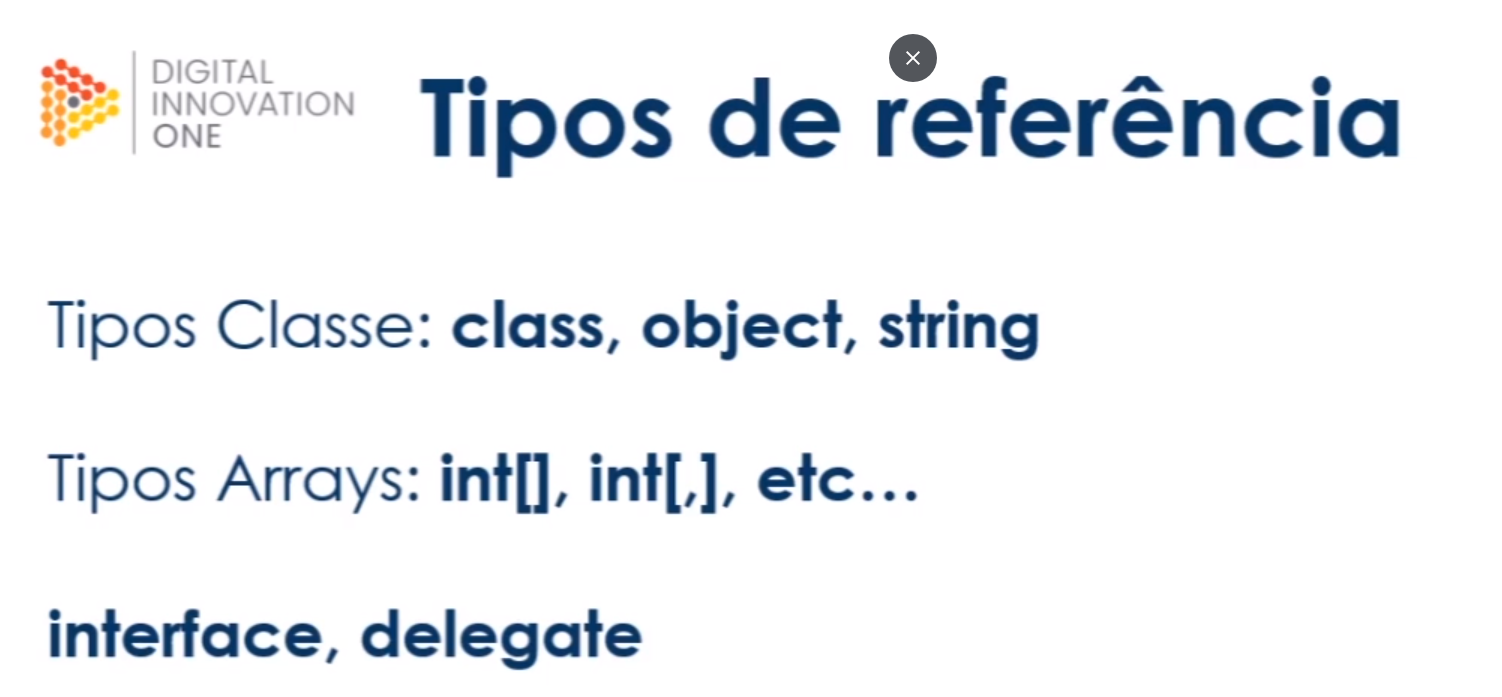 DIGITAL
INNOVATION
ONE
Tipos de referência
Tipos Classe: class, object, string
Tipos Arrays: int[], int[,], etc...
interface, delegate